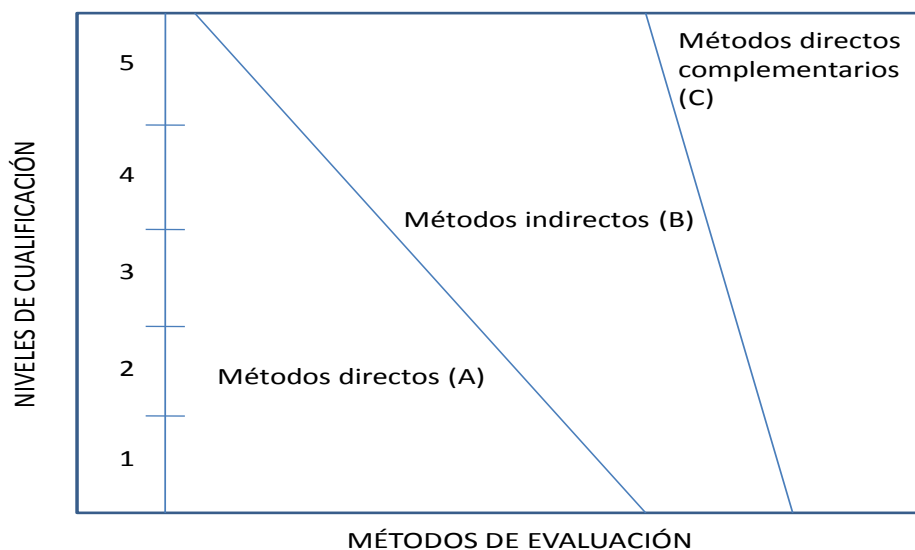 Métodos directos
complementarios
(C)
5
4
Métodos indirectos (B)
3
2
Métodos directos (A)
1
NIVELES DE CUALIFICACIÓN
MÉTODOS DE EVALUACIÓN